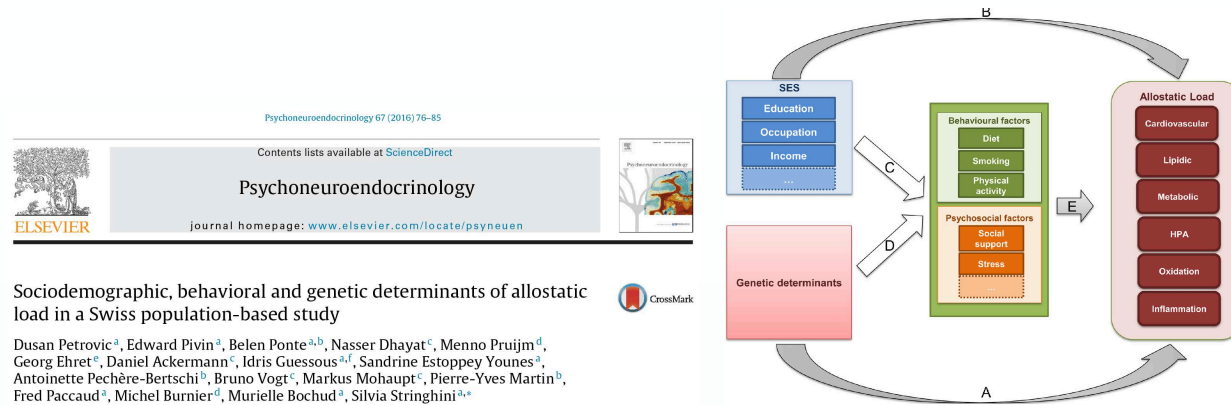 Psychoneuroendocrinology 67 (2016) 76–85
Contents lists available at ScienceDirect
Psychoneuroendocrinology
journal homepage: www.elsevier.com/locate/psyneuen
ELSEVIER
Sociodemographic, behavioral and genetic determinants of allostatic
load in a Swiss population-based study
CrossMark
Dusan Petrovic a, Edward Pivin a, Belen Ponte a,b, Nasser Dhayat c, Menno Pruijm d,
Georg Ehret e, Daniel Ackermann c, Idris Guessous a,f, Sandrine Estoppey Younes a,
Antoinette Pechère-Bertschi b, Bruno Vogt c, Markus Mohaupt c, Pierre-Yves Martin b,
Fred Paccaud a, Michel Burnier d, Murielle Bochud a, Silvia Stringhini a,*
B
SES
Education
Occupation
Income
...
Genetic determinants
C
D
Behavioural factors
Diet
Smoking
Physical
activity
Psychosocial factors
Social
support
Stress
...
E
Allostatic Load
Cardiovascular
Lipidic
Metabolic
HPA
Oxidation
Inflammation
A